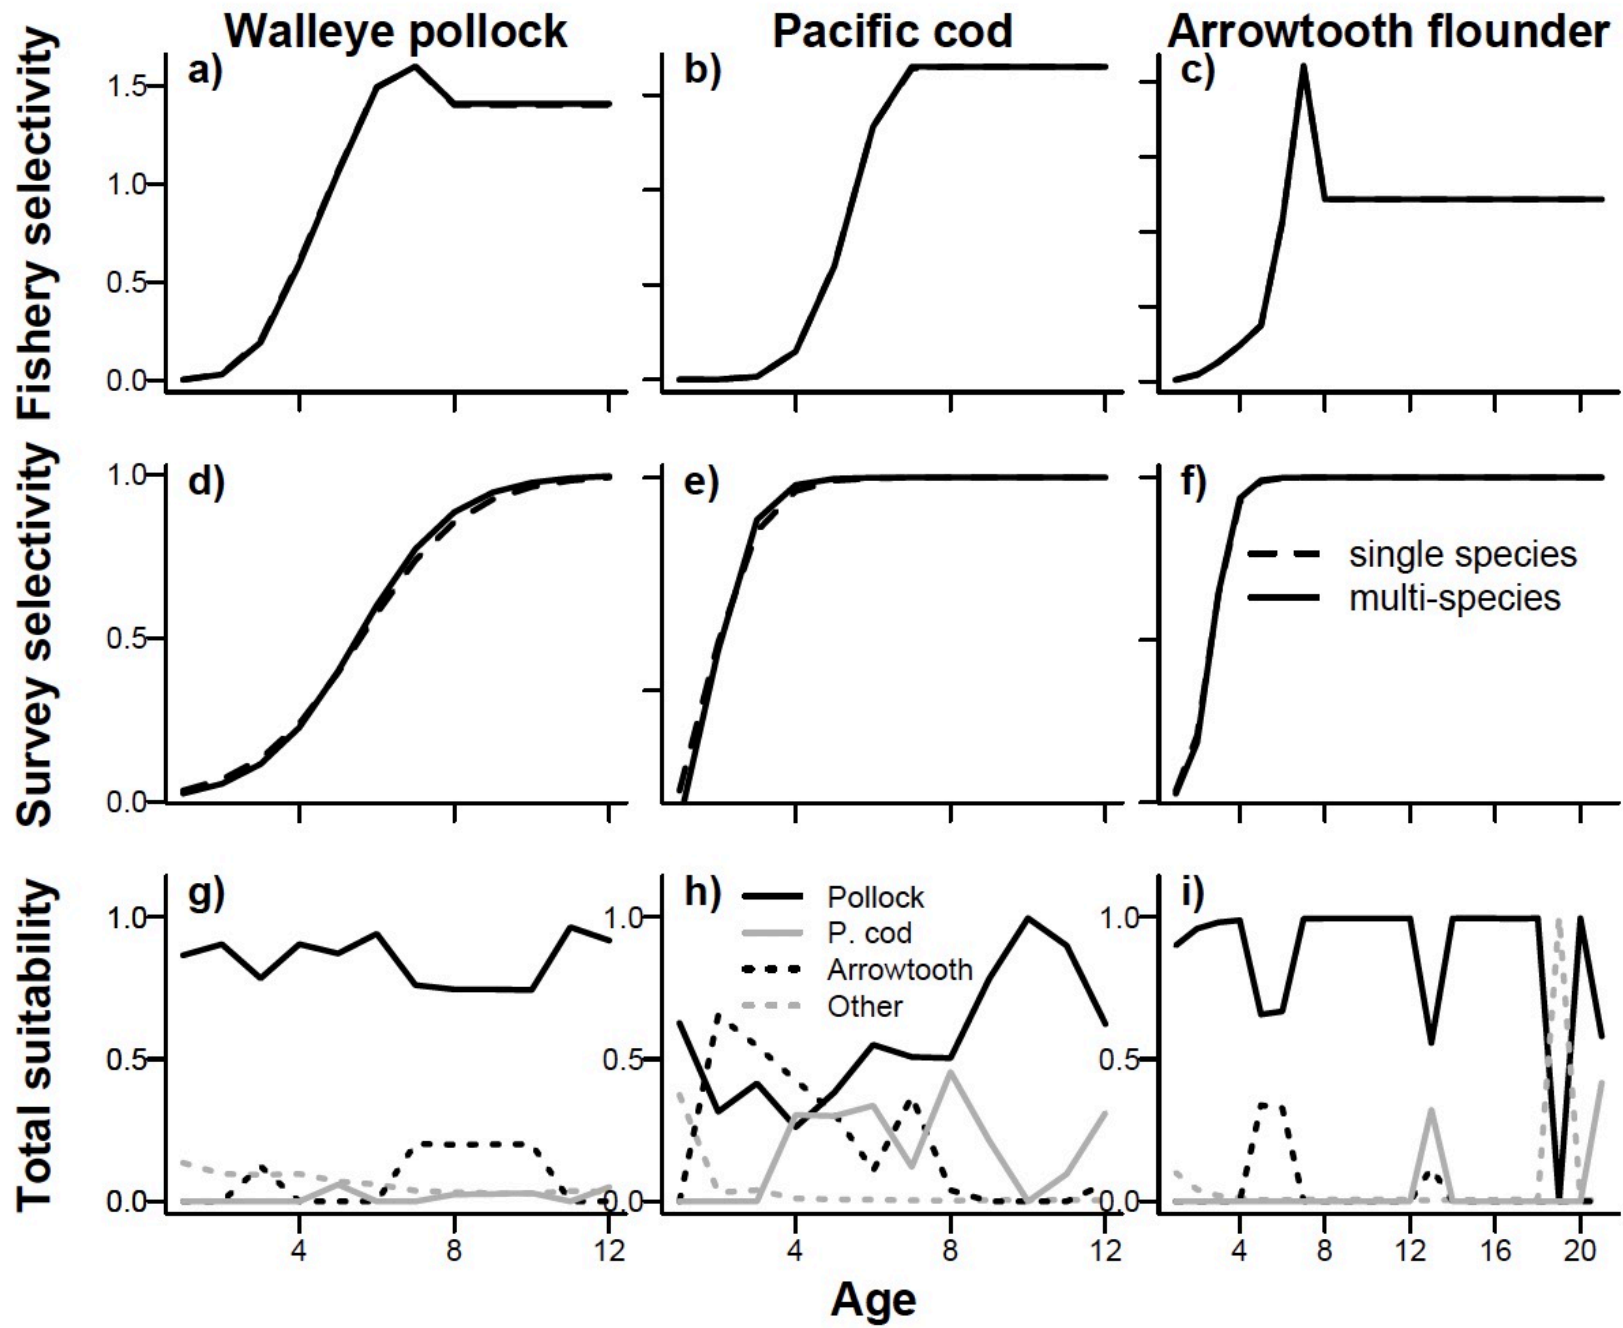 Walleye pollock Pacific cod Arrowtooth flounder
Fishery selectivity
a) b) c)
1.5
1.0
0.5
0.0
Survey selectivity
d) e) f)
1.0
0.5
0.0
single species
multi-species
Total suitability
g) h) i)
1.0 1.0 1.0
0.5 0.5 0.5
0.0 0.0 0.0
Pollock
P. cod
Arrowtooth
Other
4 8 12 4 8 12 4 8 12 16 20
Age